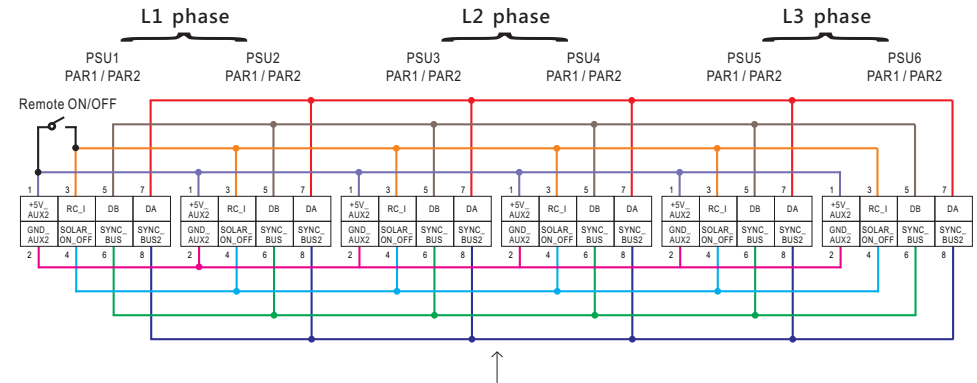 L1 phase L2 phase L3 phase
PSU1 PSU2 PSU3 PSU4 PSU5 PSU6
PAR1 / PAR2 PAR1 / PAR2 PAR1 / PAR2 PAR1 / PAR2 PAR1 / PAR2 PAR1 / PAR2
Remote ON/OFF
1 3 5 7 1 3 5 7 1 3 5 7 1 3 5 7 1 3 5 7 1 3 5 7
+5V_ AUX2 RC_I DB DA +5V_ AUX2 RC_I DB DA +5V_ AUX2 RC_I DB DA +5V_ AUX2 RC_I DB DA +5V_ AUX2 RC_I DB DA +5V_ AUX2 RC_I DB DA
GND_ AUX2 SOLAR_ ON_OFF SYNC_ BUS SYNC_ BUS2 GND_ AUX2 SOLAR_ ON_OFF SYNC_ BUS SYNC_ BUS2 GND_ AUX2 SOLAR_ ON_OFF SYNC_ BUS SYNC_ BUS2 GND_ AUX2 SOLAR_ ON_OFF SYNC_ BUS SYNC_ BUS2 GND_ AUX2 SOLAR_ ON_OFF SYNC_ BUS SYNC_ BUS2 GND_ AUX2 SOLAR_ ON_OFF SYNC_ BUS SYNC_ BUS2
2 4 6 8 2 4 6 8 2 4 6 8 2 4 6 8 2 4 6 8 2 4 6 8